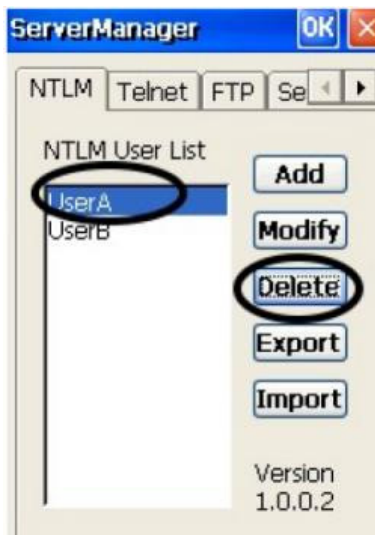 ServerManager OK
NTLM Telnet FTP Se
NTLM User List
UserA
UserB
Add
Modify
Delete
Export
Import
Version
1.0.0.2